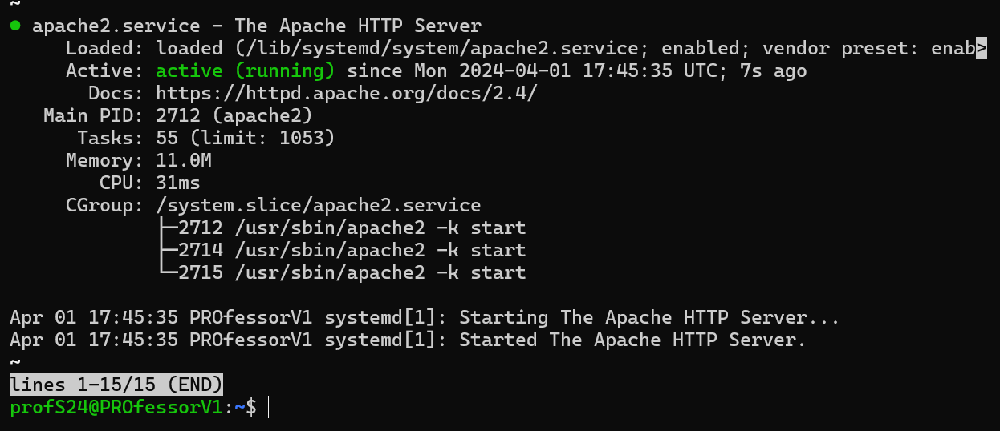 ~
● apache2.service - The Apache HTTP Server
     Loaded: loaded (/lib/systemd/system/apache2.service; enabled; vendor preset: enab>
     Active: active (running) since Mon 2024-04-01 17:45:35 UTC; 7s ago
       Docs: https://httpd.apache.org/docs/2.4/
   Main PID: 2712 (apache2)
      Tasks: 55 (limit: 1053)
     Memory: 11.0M
        CPU: 31ms
     CGroup: /system.slice/apache2.service
             ├─2712 /usr/sbin/apache2 -k start
             ├─2714 /usr/sbin/apache2 -k start
             └─2715 /usr/sbin/apache2 -k start

Apr 01 17:45:35 PROfessorV1 systemd[1]: Starting The Apache HTTP Server...
Apr 01 17:45:35 PROfessorV1 systemd[1]: Started The Apache HTTP Server.
~
lines 1-15/15 (END)
profS24@PROfessorV1:~$